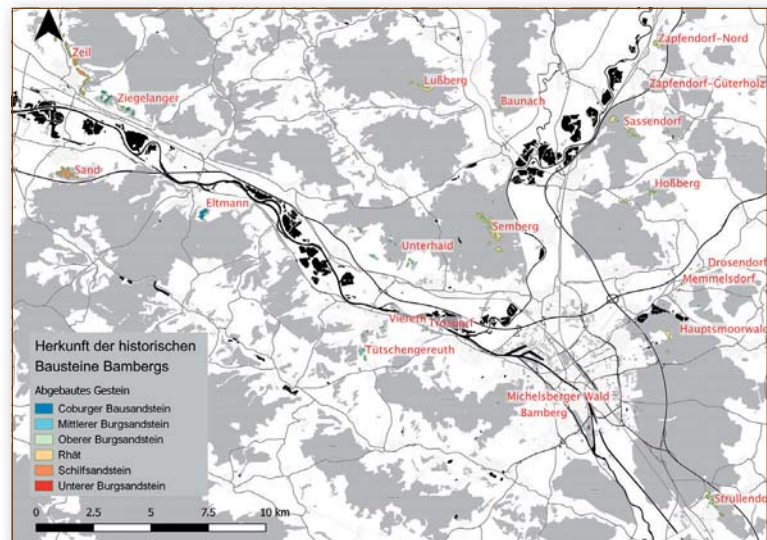 Zeil
Ziegelanger
Sand
Eltmann
Lußberg
Baunach
Zapfendorf-Nord
Zapfendorf-Güterholz
Sassendorf
Hoßberg
Semberg
Unterhaid
Drosendorf
Memmelsdorf
Viereth Trosdorf
Hauptsmoorwald
Tütschengereuth
Michelsberger Wald
Bamberg
Strullendo
Herkunft der historischen
Bausteine Bambergs
Abgebautes Gestein
Coburger Bausandstein
Mittlerer Burgsandstein
Oberer Burgsandstein
Rhät
Schilfsandstein
Unterer Burgsandstein
0 2.5 5 7.5 10 km